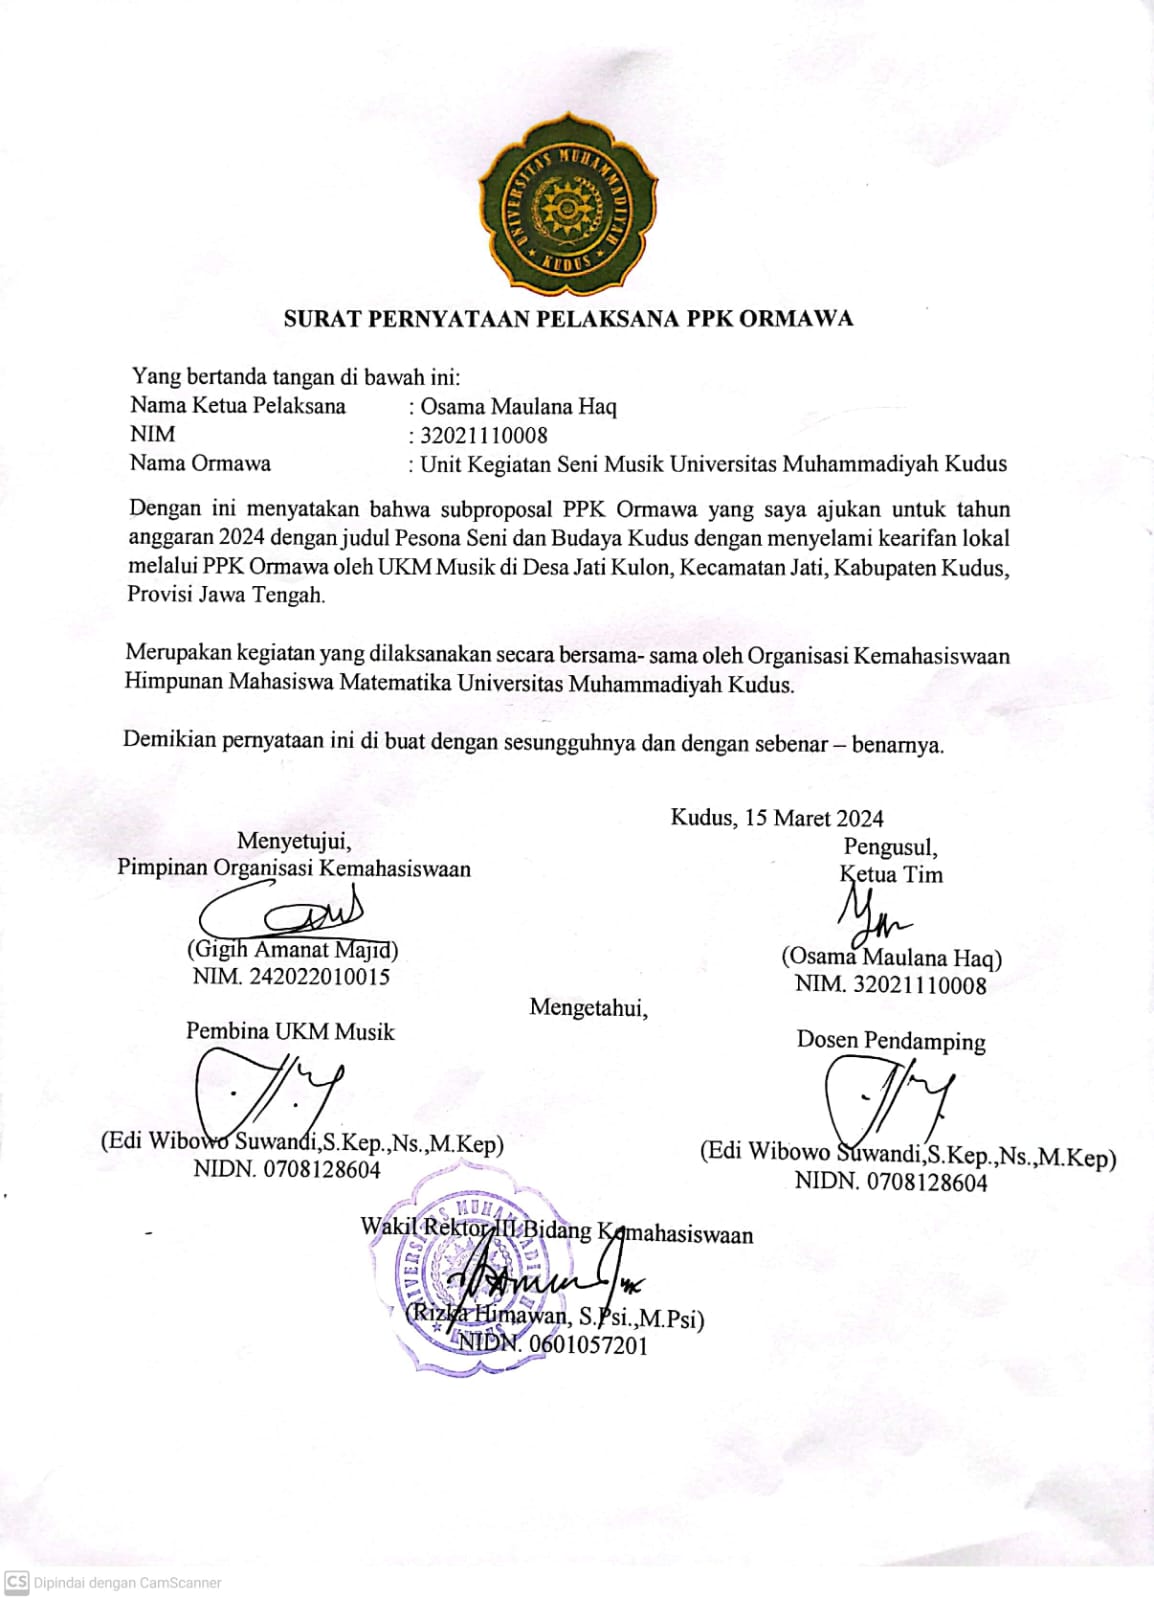 UNIVERSITAS MUHAMMADIYAH
KUDUS
SURAT PERNYATAAN PELAKSANA PPK ORMAWA
Yang bertanda tangan di bawah ini:
Nama Ketua Pelaksana : Osama Maulana Haq
NIM : 32021110008
Nama Ormawa : Unit Kegiatan Seni Musik Universitas Muhammadiyah Kudus
Dengan ini menyatakan bahwa subproposal PPK Ormawa yang saya ajukan untuk tahun
anggaran 2024 dengan judul Pesona Seni dan Budaya Kudus dengan menyelami kearifan lokal
melalui PPK Ormawa oleh UKM Musik di Desa Jati Kulon, Kecamatan Jati, Kabupaten Kudus,
Provisi Jawa Tengah.
Merupakan kegiatan yang dilaksanakan secara bersama- sama oleh Organisasi Kemahasiswaan
Himpunan Mahasiswa Matematika Universitas Muhammadiyah Kudus.
Demikian pernyataan ini di buat dengan sesungguhnya dan dengan sebenar – benarnya.
Kudus, 15 Maret 2024
Menyetujui,
Pimpinan Organisasi Kemahasiswaan
(Gigih Amanat Majid)
NIM. 242022010015
Pengusul,
Ketua Tim
(Osama Maulana Haq)
NIM. 32021110008
Mengetahui,
Pembina UKM Musik
(Edi Wibowo Suwandi,S.Kep.,Ns.,M.Kep)
NIDN. 0708128604
Dosen Pendamping
(Edi Wibowo Suwandi,S.Kep.,Ns.,M.Kep)
NIDN. 0708128604
Wakil Rektor III Bidang Kemahasiswaan
(Rizka Himawan, S.Psi.,M.Psi)
NIDN. 0601057201
UNIVERSITAS MUHAMMADIYAH
KUDUS
CS Dipindai dengan CamScanner